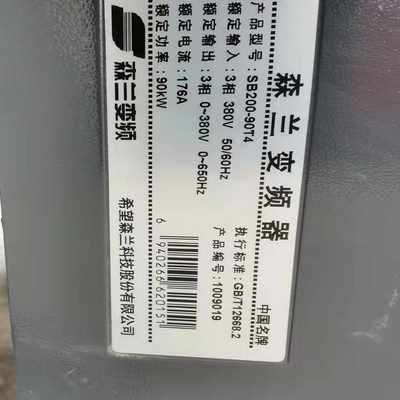 森兰变频器
中国名牌
产品型号：SB200-90T4
额定输入：3相 380V 50/60Hz
额定输出：3相 0~380V 0~650Hz
额定电流：176A
额定功率：90kW
执行标准：GB/T12668.2
产品编号：1009019
6 940266 620151
森兰变频
希望森兰科技股份有限公司